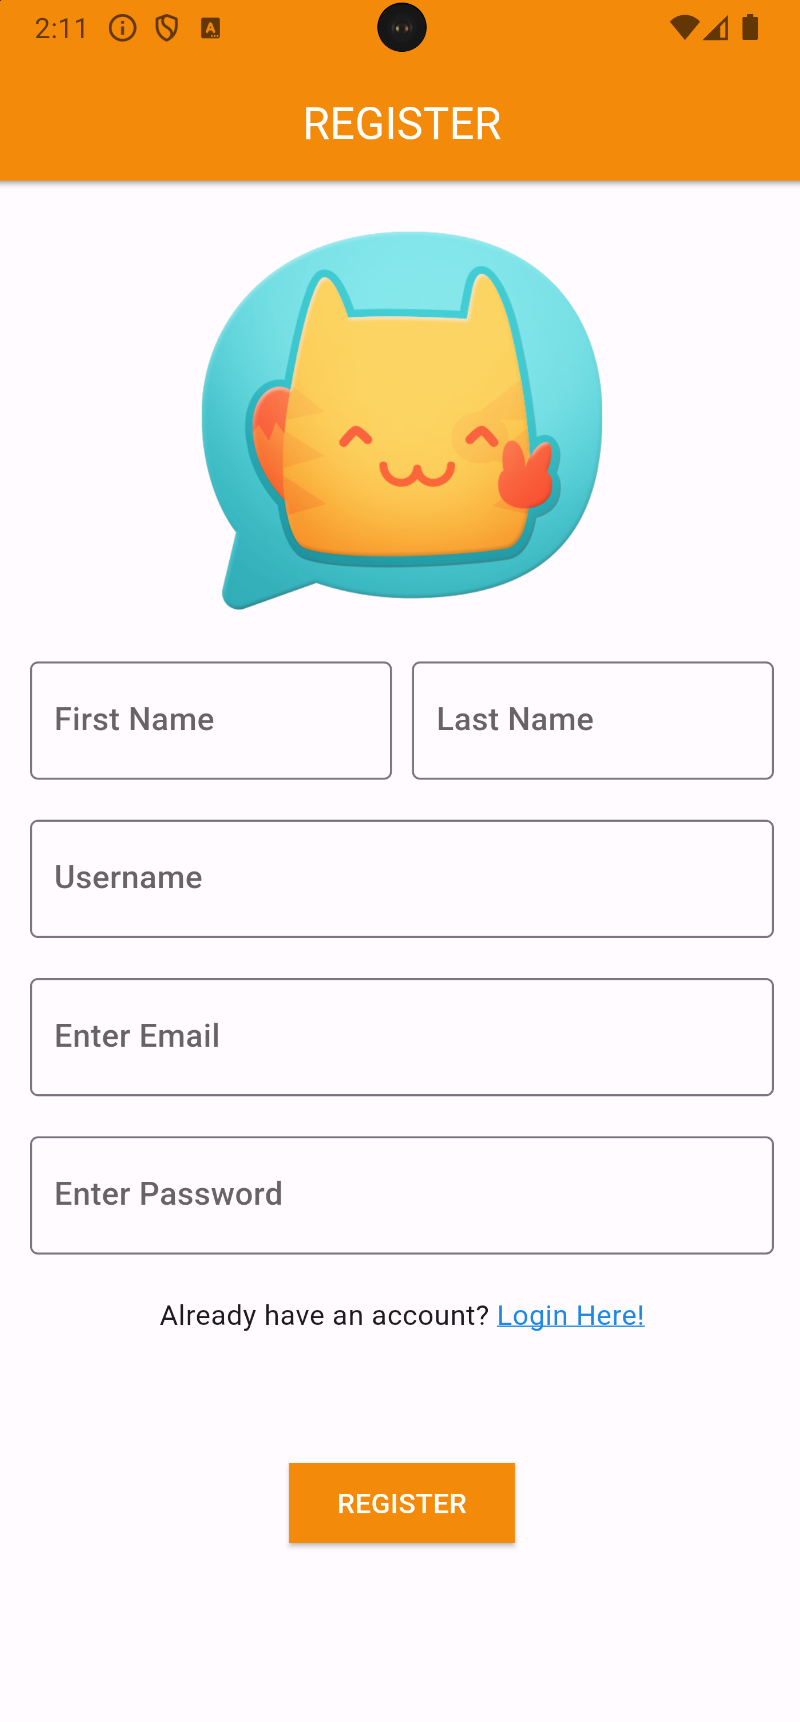 2:11
REGISTER
First Name Last Name
Username
Enter Email
Enter Password
Already have an account? Login Here!
REGISTER